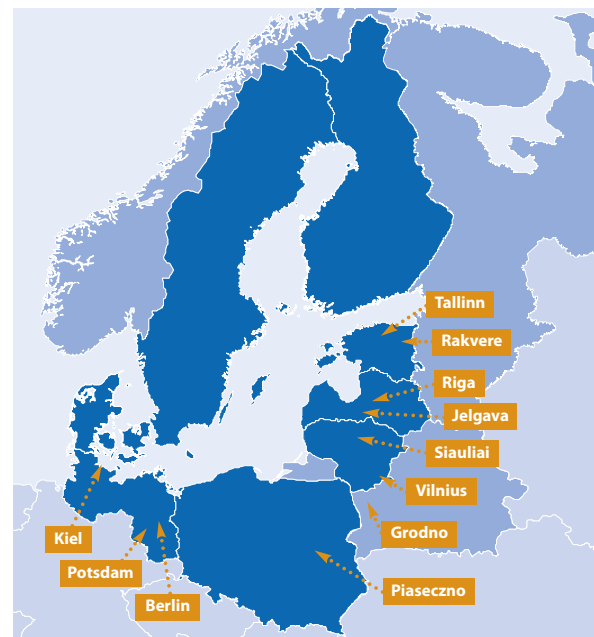 Tallinn
Rakvere
Riga
Jelgava
Siauliai
Vilnius
Grodno
Kiel
Potsdam
Piaseczno
Berlin